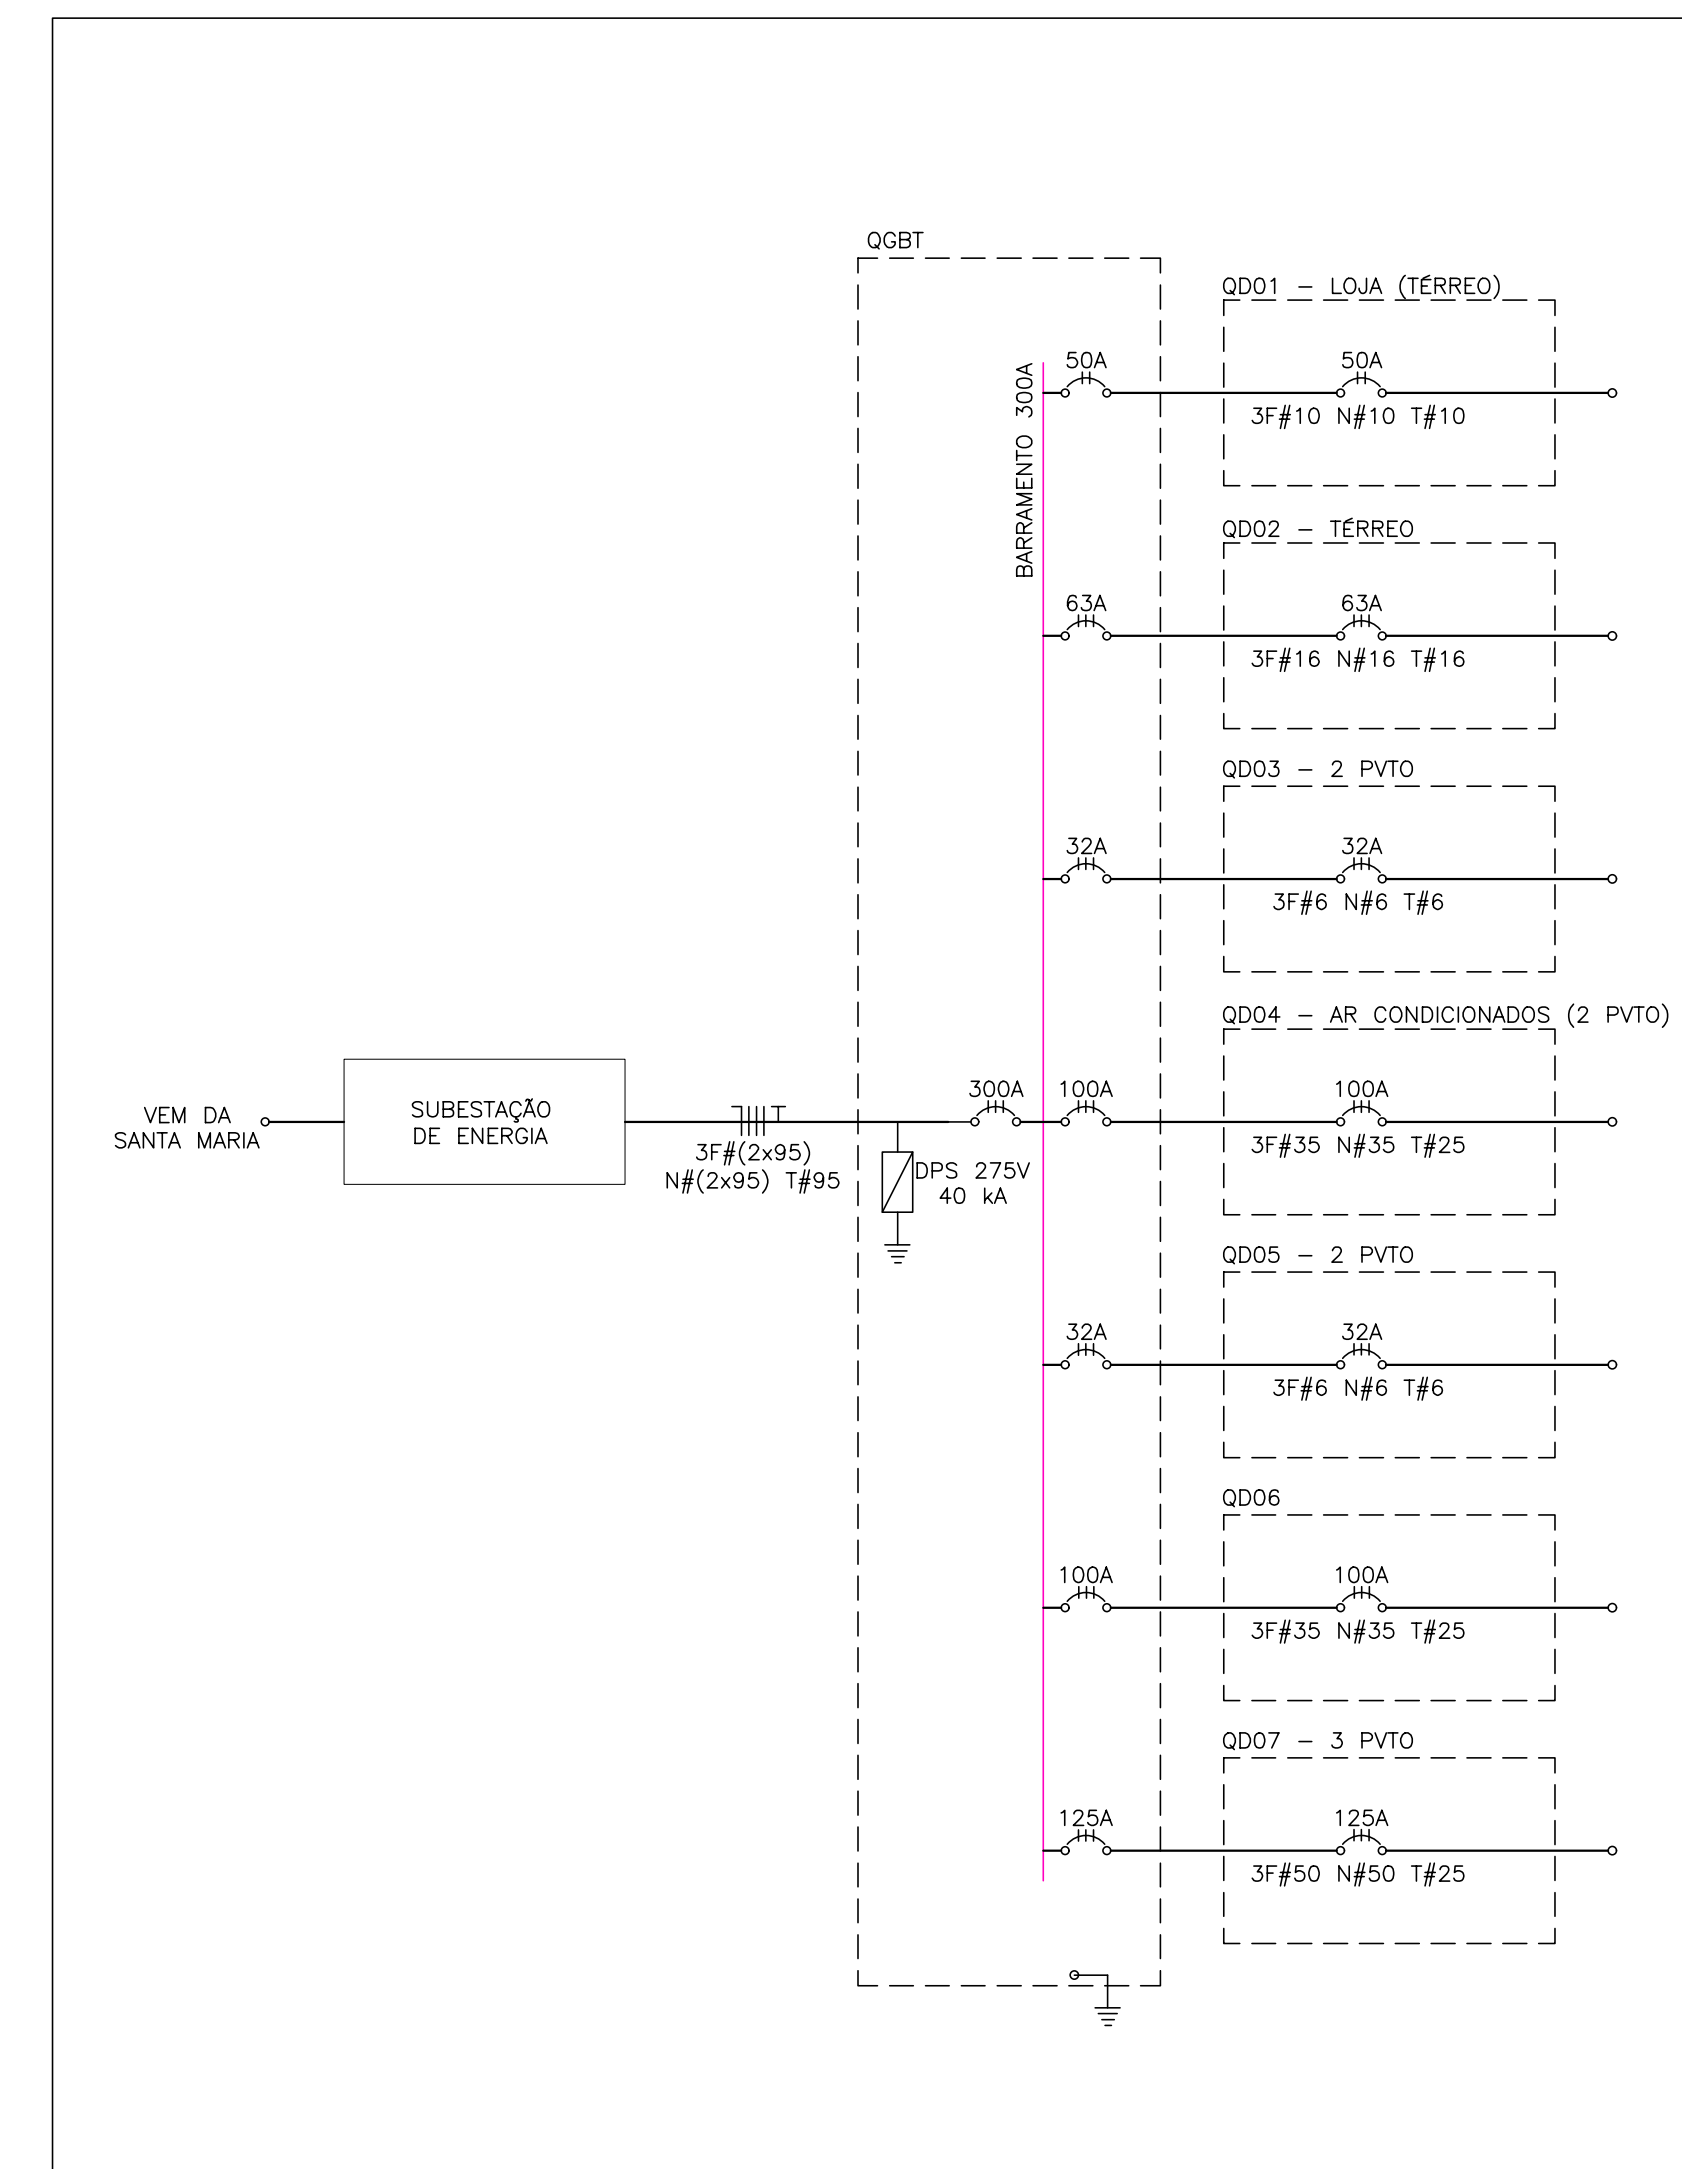 QGBT
QD01 - LOJA (TÉRREO)
50A
50A
3F#10 N#10 T#10
BARRAMENTO 300A
QD02 - TÉRREO
63A
63A
3F#16 N#16 T#16
QD03 - 2 PVTO
32A
32A
3F#6 N#6 T#6
QD04 - AR CONDICIONADOS (2 PVTO)
VEM DA
SANTA MARIA
SUBESTAÇÃO
DE ENERGIA
3F#(2x95)
N#(2x95) T#95
300A
100A
100A
3F#35 N#35 T#25
DPS 275V
40 kA
QD05 - 2 PVTO
32A
32A
3F#6 N#6 T#6
QD06
100A
100A
3F#35 N#35 T#25
QD07 - 3 PVTO
125A
125A
3F#50 N#50 T#25